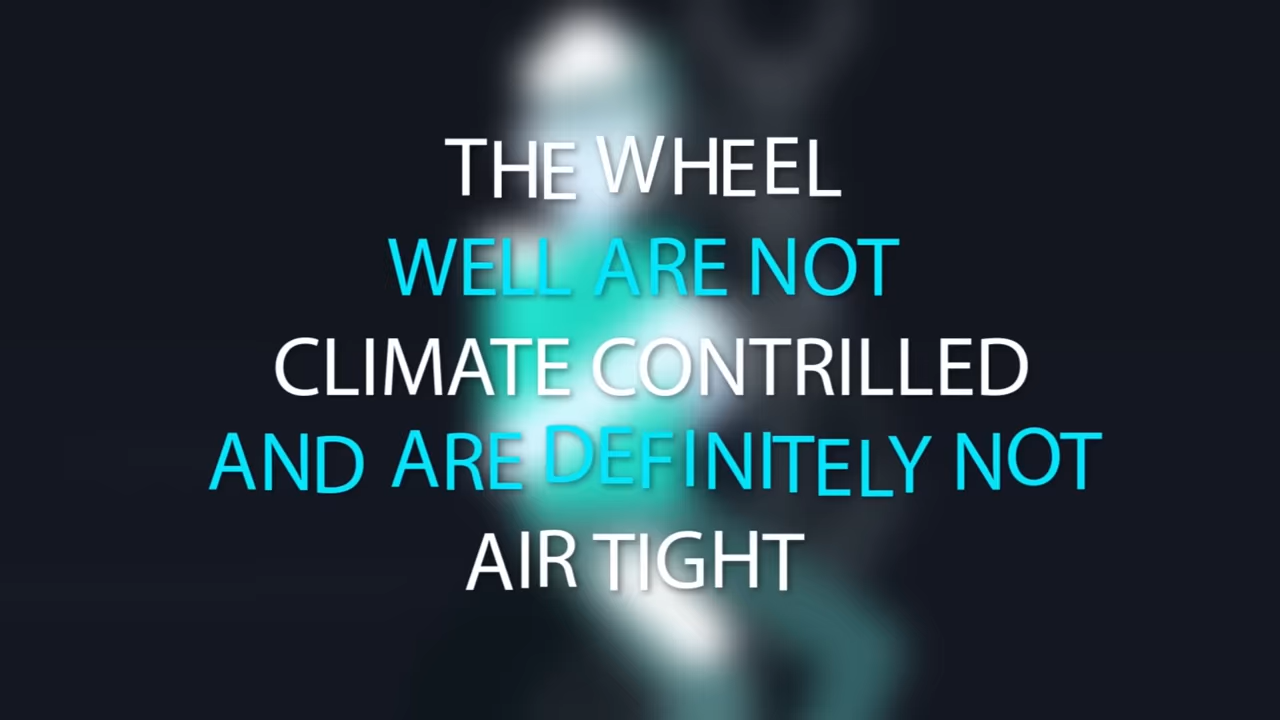 THE WHEEL
WELL ARE NOT
CLIMATE CONTRILLED
AND ARE DEFINITELY NOT
AIR TIGHT